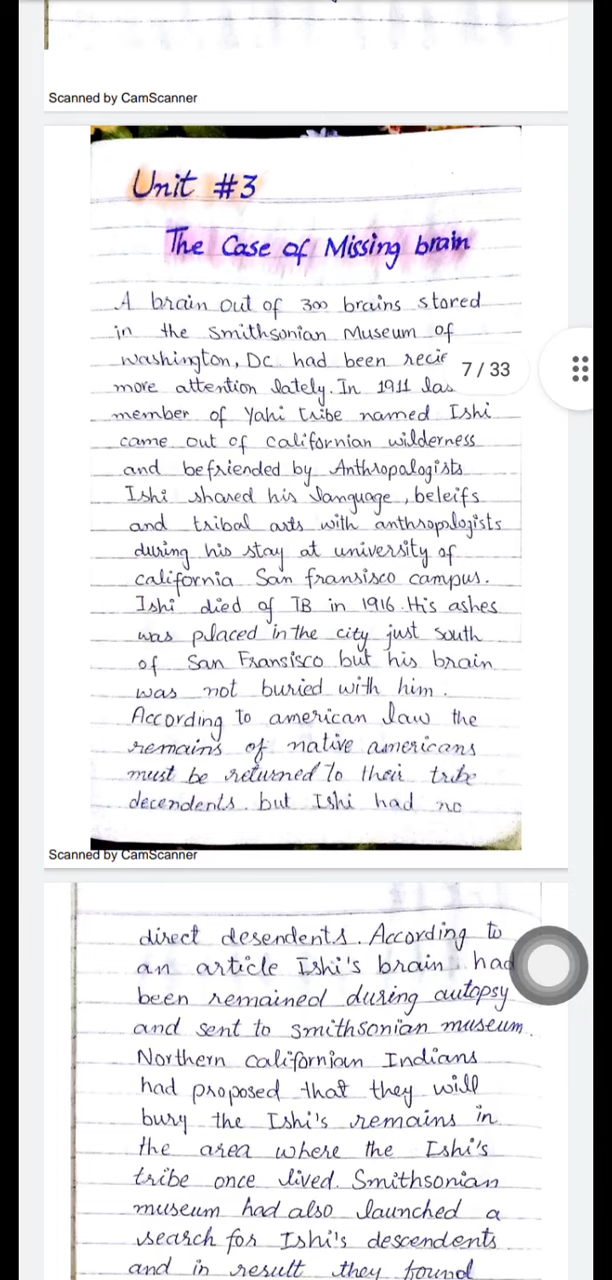 Scanned by CamScanner
Unit #3
The Case of Missing brain
A brain out of 300 brains stored
in the Smithsonian Museum of
Washington, DC had been
more attention lately. In 1911
member of Yahi tribe named Ishi
came out of californian wilderness
and befriended by Anthropalogists
Ishi shared his language, beleifs
and tribal arts with anthropologists
during his stay at university of
california San fransisco campus.
Ishi died of TB in 1916. His ashes
was placed in the city just south
of San Fransisco but his brain
was not buried with him.
According to american law the
remains of native americans
must be returned to their tribe
decendents. but Ishi had no
7 / 33
Scanned by CamScanner
direct desendents. According to
an article Ishi's brain had
been remained during autopsy
and sent to smithsonian museum.
Northern californian Indians
had proposed that they will
bury the Ishi's remains in
the area where the Ishi's
tribe once lived. Smithsonian
museum had also launched a
search for Ishi's descendents
and in result they found